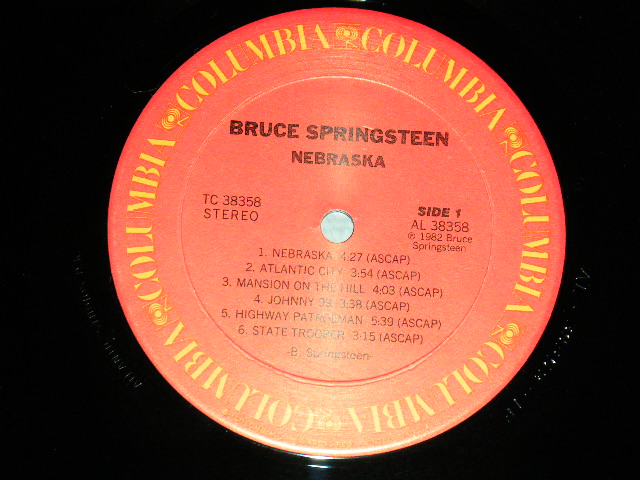 COLUMBIA COLUMBIA COLUMBIA COLUMBIA COLUMBIA COLUMBIA
BRUCE SPRINGSTEEN
NEBRASKA
TC 38358
STEREO
SIDE 1
AL 38358
℗ 1982 Bruce
Springsteen
1. NEBRASKA 4:27 (ASCAP)
2. ATLANTIC CITY 3:54 (ASCAP)
3. MANSION ON THE HILL 4:03 (ASCAP)
4. JOHNNY 99 3:38 (ASCAP)
5. HIGHWAY PATROLMAN 5:39 (ASCAP)
6. STATE TROOPER 3:15 (ASCAP)
-B. Springsteen-